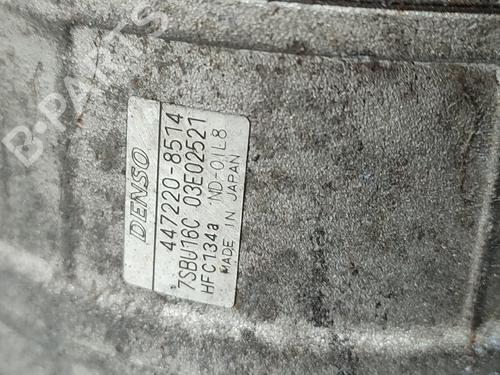 DENSO
447220-8514
7SBU16C 03E02521
HFC134a ND-OIL8
MADE IN JAPAN
B-PARTS